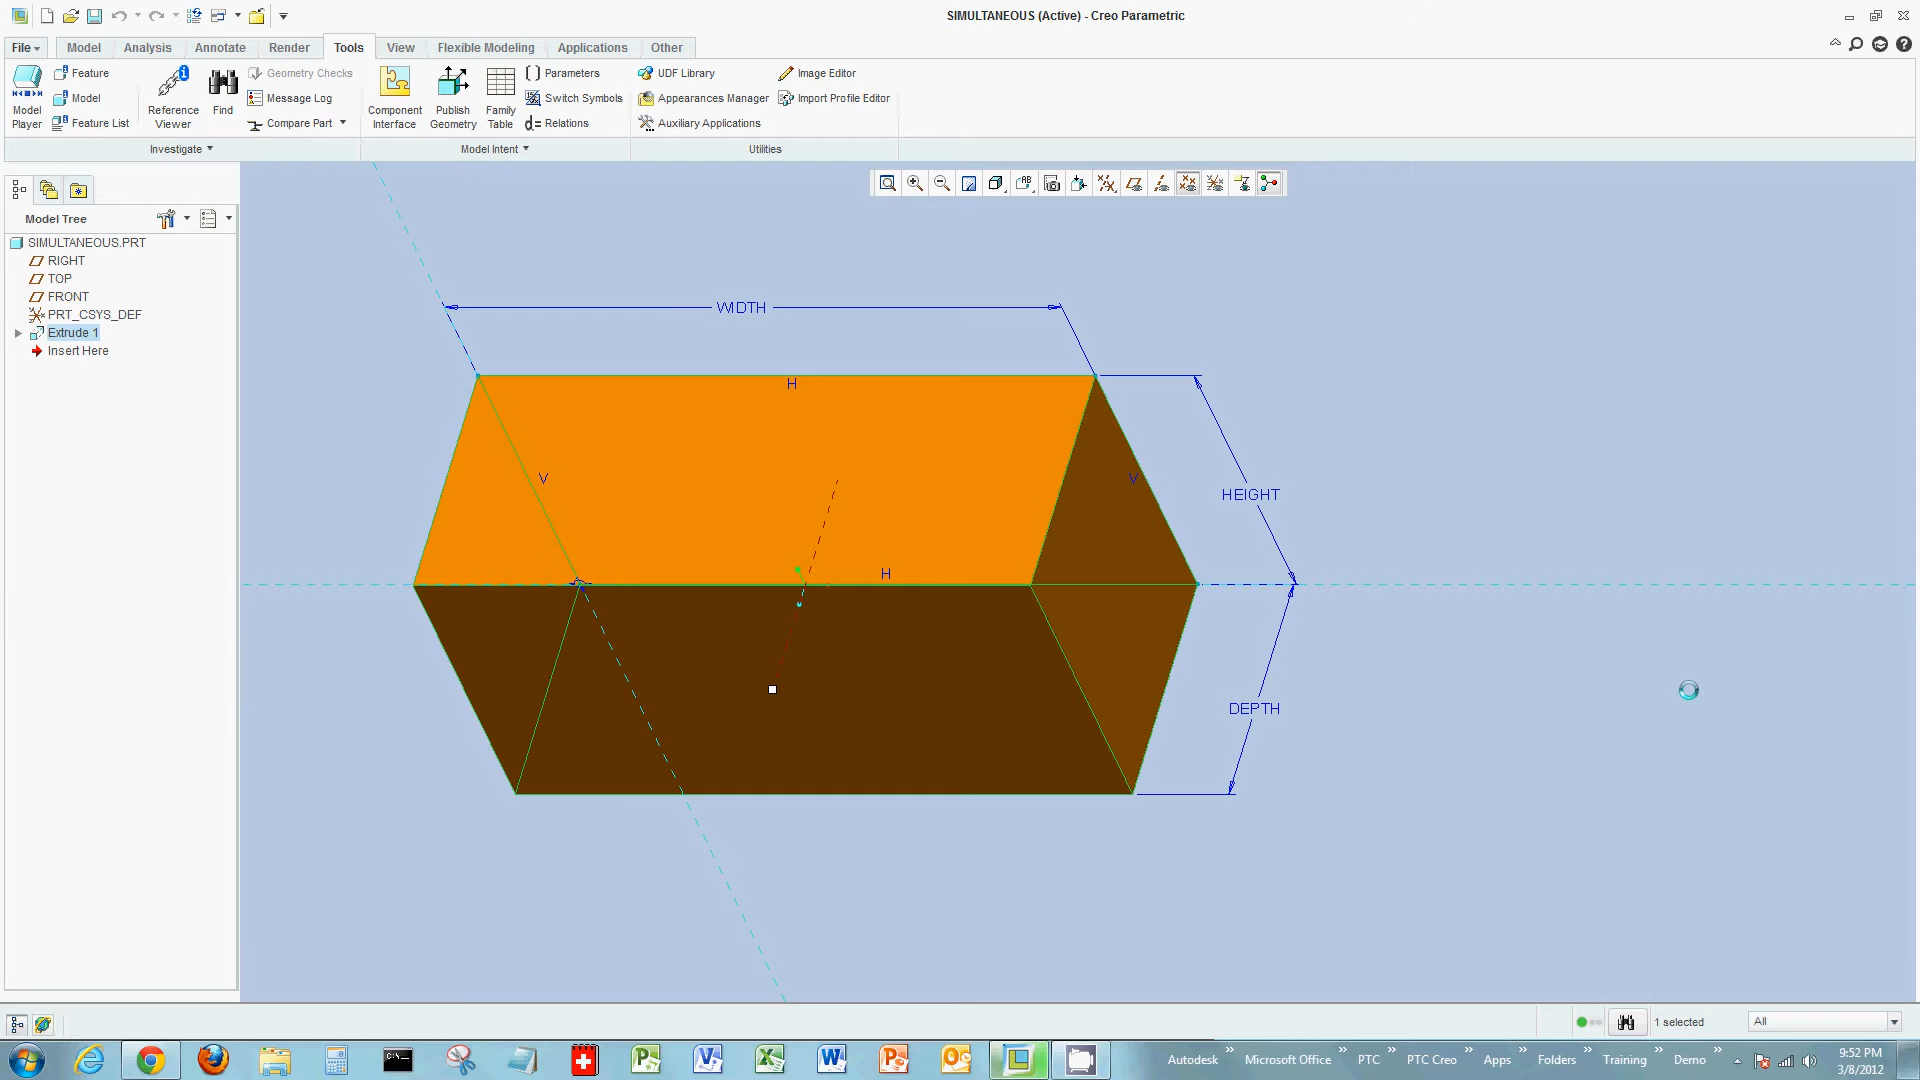 SIMULTANEOUS (Active) - Creo Parametric
File Model Analysis Annotate Render Tools View Flexible Modeling Applications Other
Model Player
Feature
Model
Feature List
Reference Viewer
Find
Geometry Checks
Message Log
Compare Part
Investigate
Component Interface
Publish Geometry
Family Table
Parameters
Switch Symbols
d= Relations
Model Intent
UDF Library
Appearances Manager
Auxiliary Applications
Image Editor
Import Profile Editor
Utilities
Model Tree
SIMULTANEOUS.PRT
RIGHT
TOP
FRONT
PRT_CSYS_DEF
Extrude 1
Insert Here
WIDTH
H
V
V
HEIGHT
H
DEPTH
1 selected
All
Autodesk » Microsoft Office » PTC » PTC Creo » Apps » Folders » Training » Demo »
9:52 PM
3/8/2012